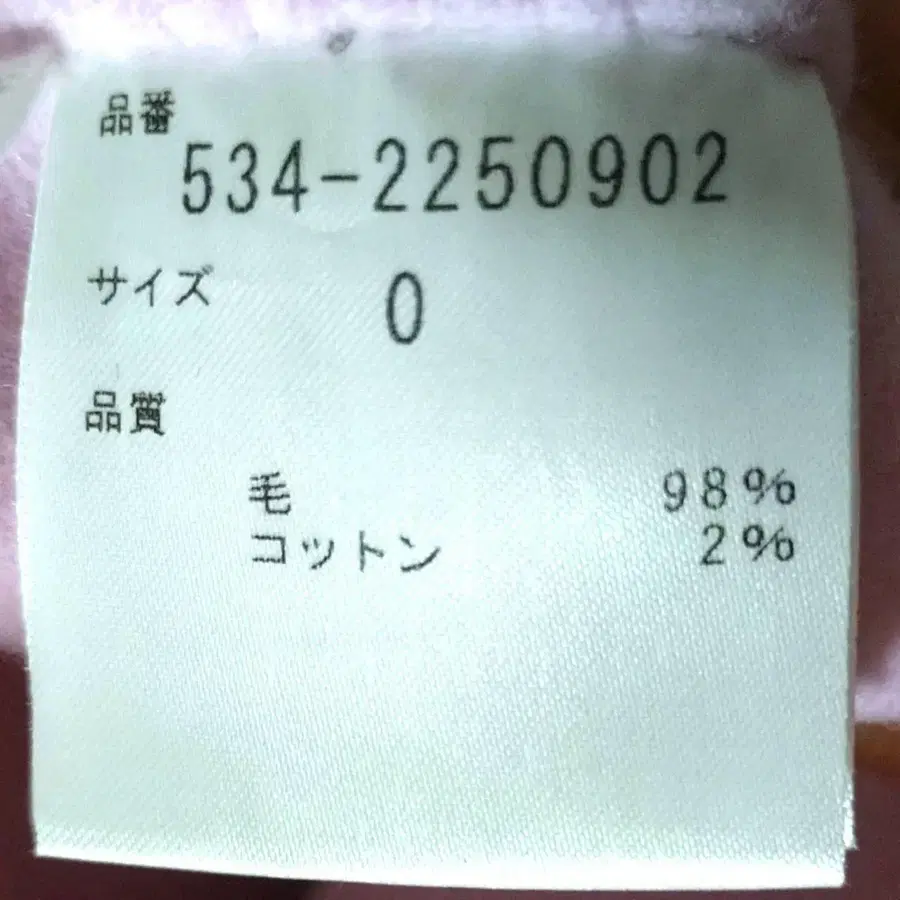 品番
534-2250902
サイズ 0
品質
毛 98%
コットン 2%